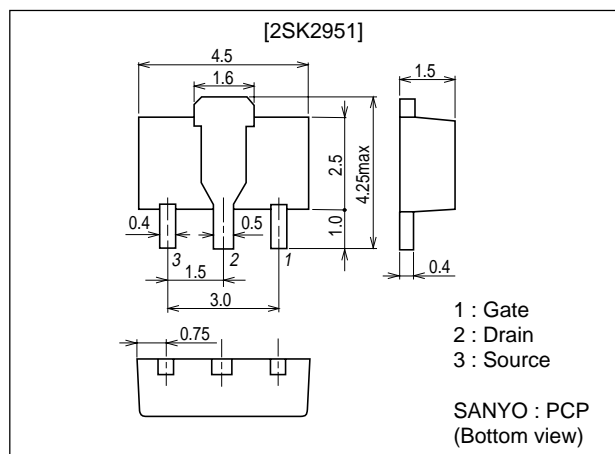 [2SK2951]
4.5
1.6
1.5
2.5
4.25max
1.0
0.4
0.5
3
2
1
1.5
3.0
0.4
0.75
1 : Gate
2 : Drain
3 : Source
SANYO : PCP
(Bottom view)